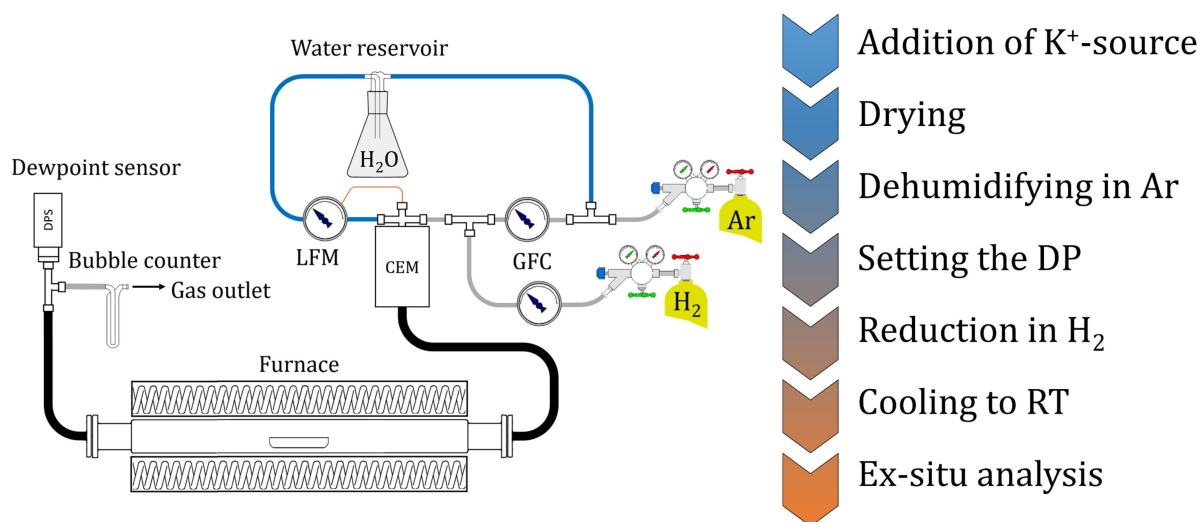 Water reservoir
H₂O
Dewpoint sensor
DPS
LFM
CEM
GFC
Ar
H₂
Bubble counter
Gas outlet
Furnace
Addition of K⁺-source
Drying
Dehumidifying in Ar
Setting the DP
Reduction in H₂
Cooling to RT
Ex-situ analysis